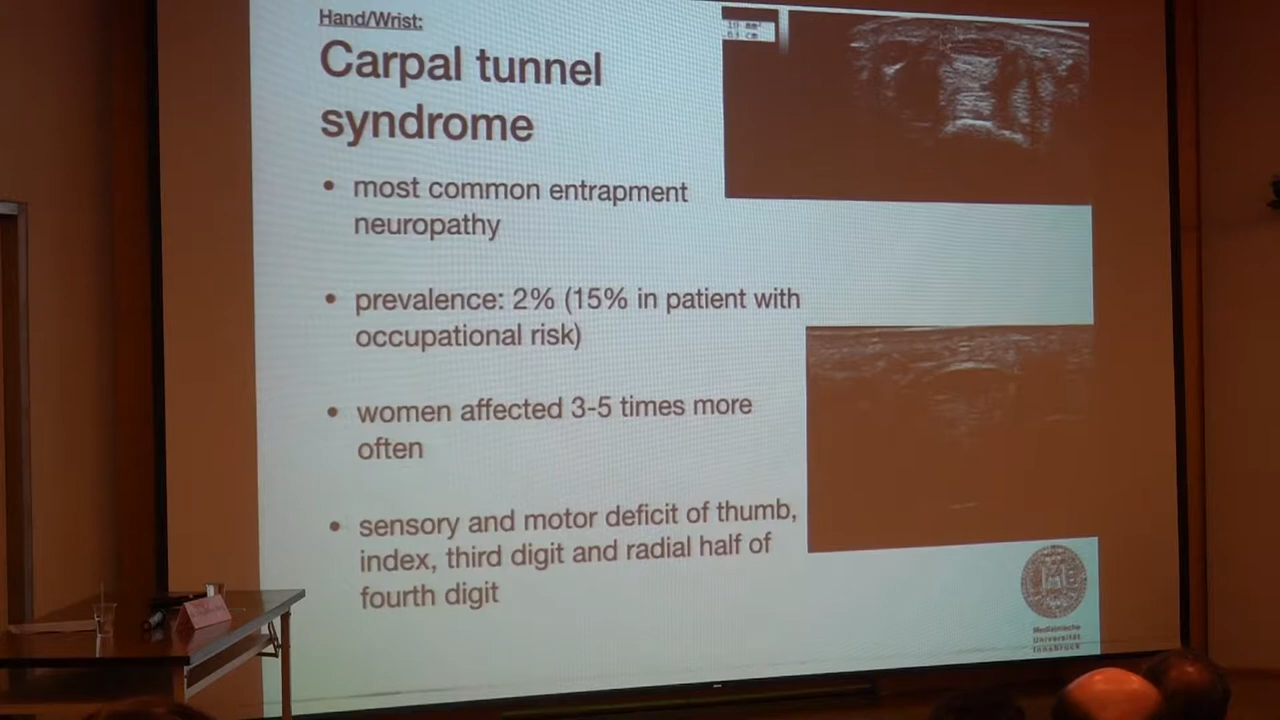 Hand/Wrist:
Carpal tunnel
syndrome
• most common entrapment
neuropathy
• prevalence: 2% (15% in patient with
occupational risk)
• women affected 3-5 times more
often
• sensory and motor deficit of thumb,
index, third digit and radial half of
fourth digit
10 mm²
Medizinische
Universität
Innsbruck